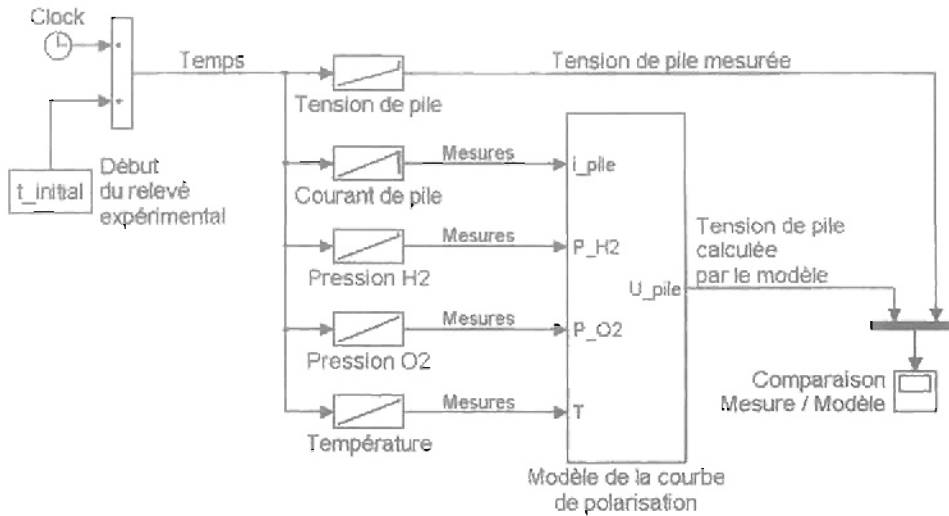 Clock
Temps
Tension de pile mesurée
Tension de pile
t_initial
Début
du relevé
expérimental
Mesures
i_pile
Courant de pile
Mesures
P_H2
Pression H2
Tension de pile
calculée
par le modèle
U_pile
Mesures
P_O2
Pression O2
Mesures
T
Température
Comparaison
Mesure / Modèle
Modèle de la courbe
de polarisation